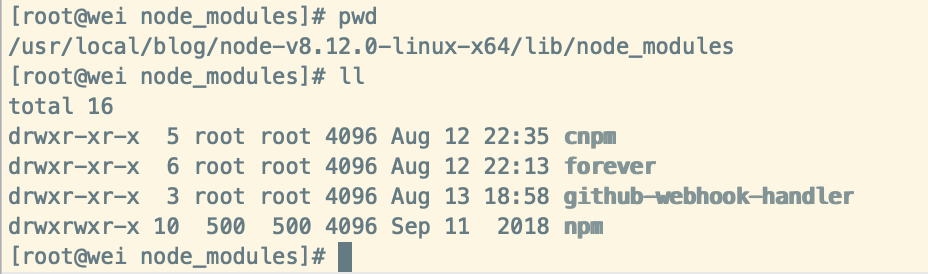 [root@wei node_modules]# pwd
/usr/local/blog/node-v8.12.0-linux-x64/lib/node_modules
[root@wei node_modules]# ll
total 16
drwxr-xr-x  5 root root 4096 Aug 12 22:35 cnpm
drwxr-xr-x  6 root root 4096 Aug 12 22:13 forever
drwxr-xr-x  3 root root 4096 Aug 13 18:58 github-webhook-handler
drwxrwxr-x 10  500  500 4096 Sep 11  2018 npm
[root@wei node_modules]#